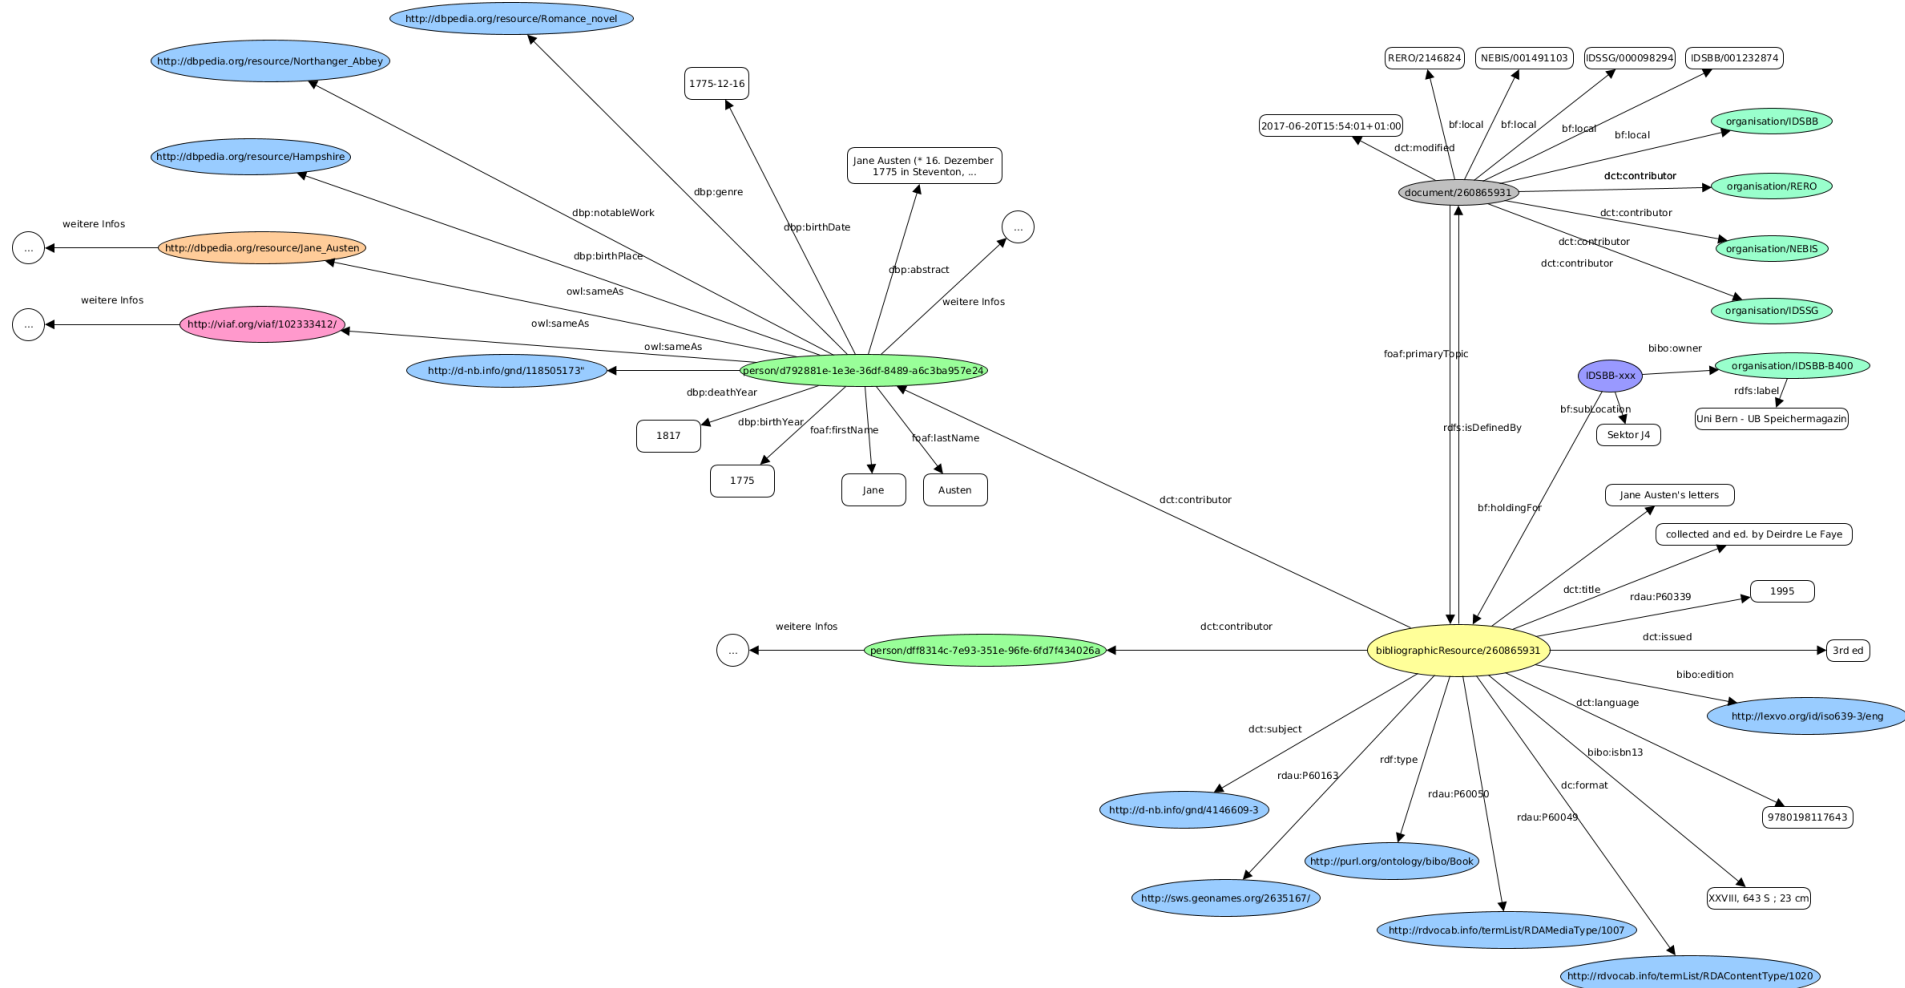 http://dbpedia.org/resource/Romance_novel
http://dbpedia.org/resource/Northanger_Abbey
1775-12-16
http://dbpedia.org/resource/Hampshire
Jane Austen (* 16. Dezember
1775 in Steventon, ...
dbp:genre
dbp:notableWork
weitere Infos
...
http://dbpedia.org/resource/Jane_Austen
dbp:birthDate
...
dbp:birthPlace
dbp:abstract
owl:sameAs
weitere Infos
weitere Infos
...
http://viaf.org/viaf/102333412/
owl:sameAs
owl:sameAs
http://d-nb.info/gnd/118505173"
person/d792881e-1e3e-36df-8489-a6c3ba957e24
dbp:deathYear
dbp:birthYear
foaf:firstName
foaf:lastName
1817
1775
Jane
Austen
RERO/2146824
NEBIS/001491103
IDSSG/000098294
IDSBB/001232874
2017-06-20T15:54:01+01:00
bf:local
bf:local
bf:local
bf:local
organisation/IDSBB
dct:modified
dct:contributor
document/260865931
organisation/RERO
dct:contributor
dct:contributor
organisation/NEBIS
dct:contributor
organisation/IDSSG
foaf:primaryTopic
bibo:owner
IDSBB-xxx
organisation/IDSBB-B400
rdfs:label
bf:subLocation
Uni Bern - UB Speichermagazin
rdfs:isDefinedBy
Sektor J4
dct:contributor
bf:holdingFor
Jane Austen's letters
collected and ed. by Deirdre Le Faye
dct:title
rdau:P60339
1995
weitere Infos
dct:contributor
dct:issued
...
person/dff8314c-7e93-351e-96fe-6fd7f434026a
bibliographicResource/260865931
3rd ed
bibo:edition
dct:language
http://lexvo.org/id/iso639-3/eng
dct:subject
rdau:P60163
rdf:type
bibo:isbn13
rdau:P60050
dc:format
rdau:P60049
http://d-nb.info/gnd/4146609-3
9780198117643
http://purl.org/ontology/bibo/Book
http://sws.geonames.org/2635167/
XXVIII, 643 S ; 23 cm
http://rdvocab.info/termList/RDAMediaType/1007
http://rdvocab.info/termList/RDAContentType/1020